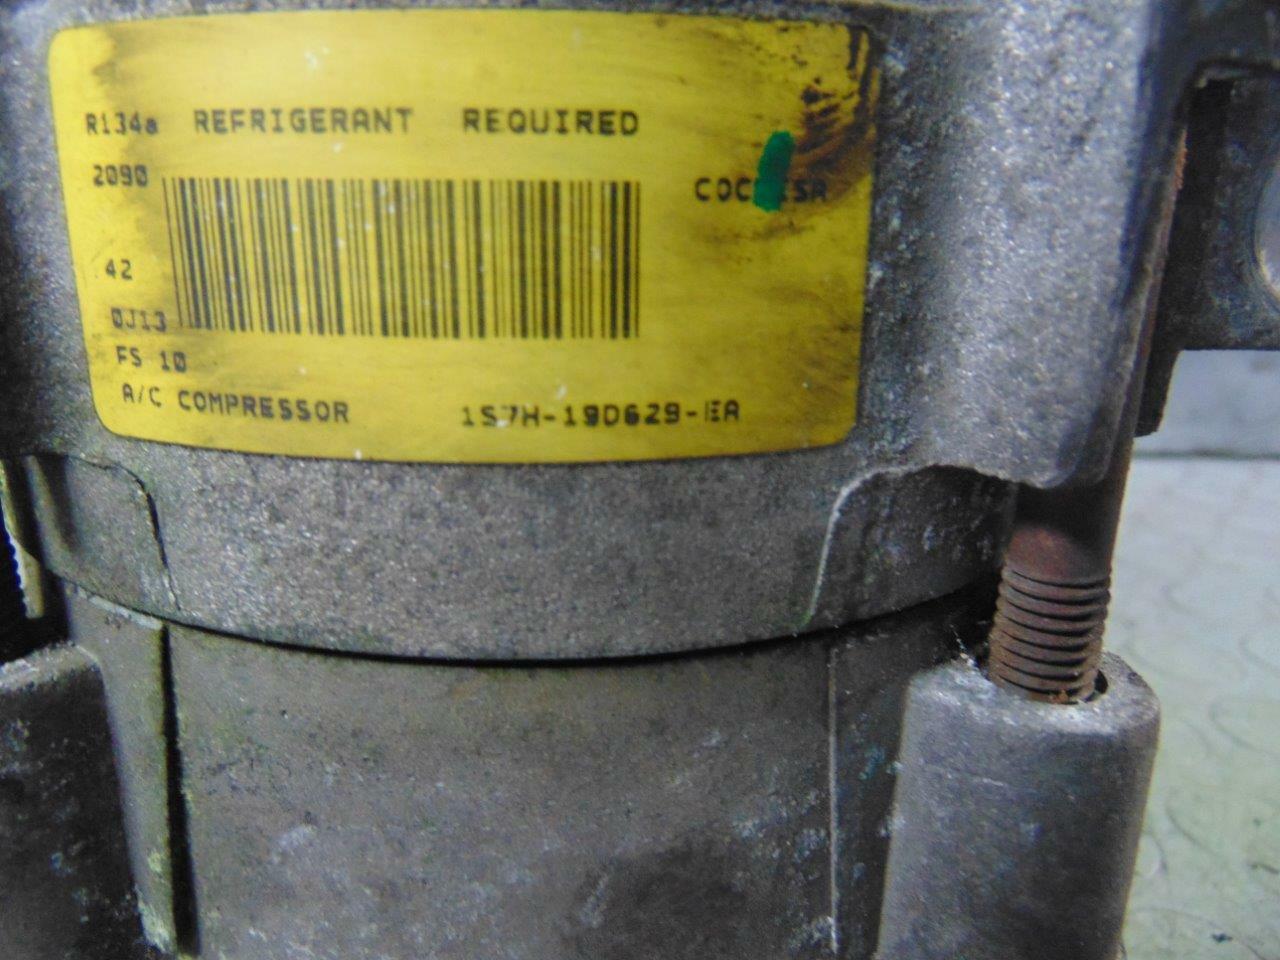 R134a REFRIGERANT REQUIRED
2090
42
0J13
FS 10
A/C COMPRESSOR 1S7H-19D629-EA